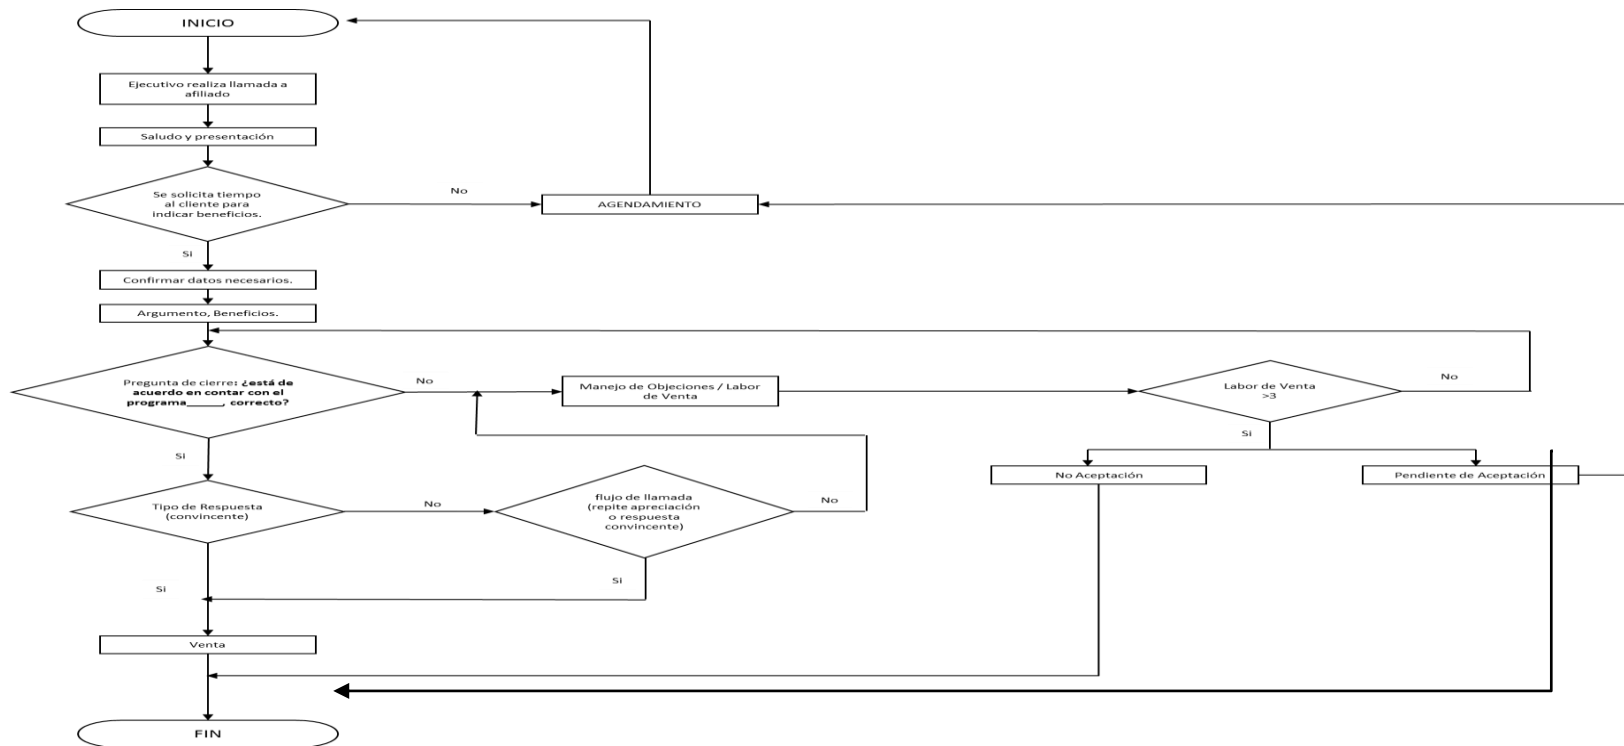 INICIO
Ejecutivo realiza llamada a
afiliado
Saludo y presentación
Se solicita tiempo
al cliente para
indicar beneficios.
No
AGENDAMIENTO
Si
Confirmar datos necesarios.
Argumento, Beneficios.
Pregunta de cierre: ¿está de
acuerdo en contar con el
programa______, correcto?
No
Manejo de Objeciones / Labor
de Venta
Labor de Venta
>3
No
Si
Si
No Aceptación
Pendiente de Aceptación
Tipo de Respuesta
(convincente)
No
flujo de llamada
(repite apreciación
o respuesta
convincente)
No
Si
Si
Venta
FIN